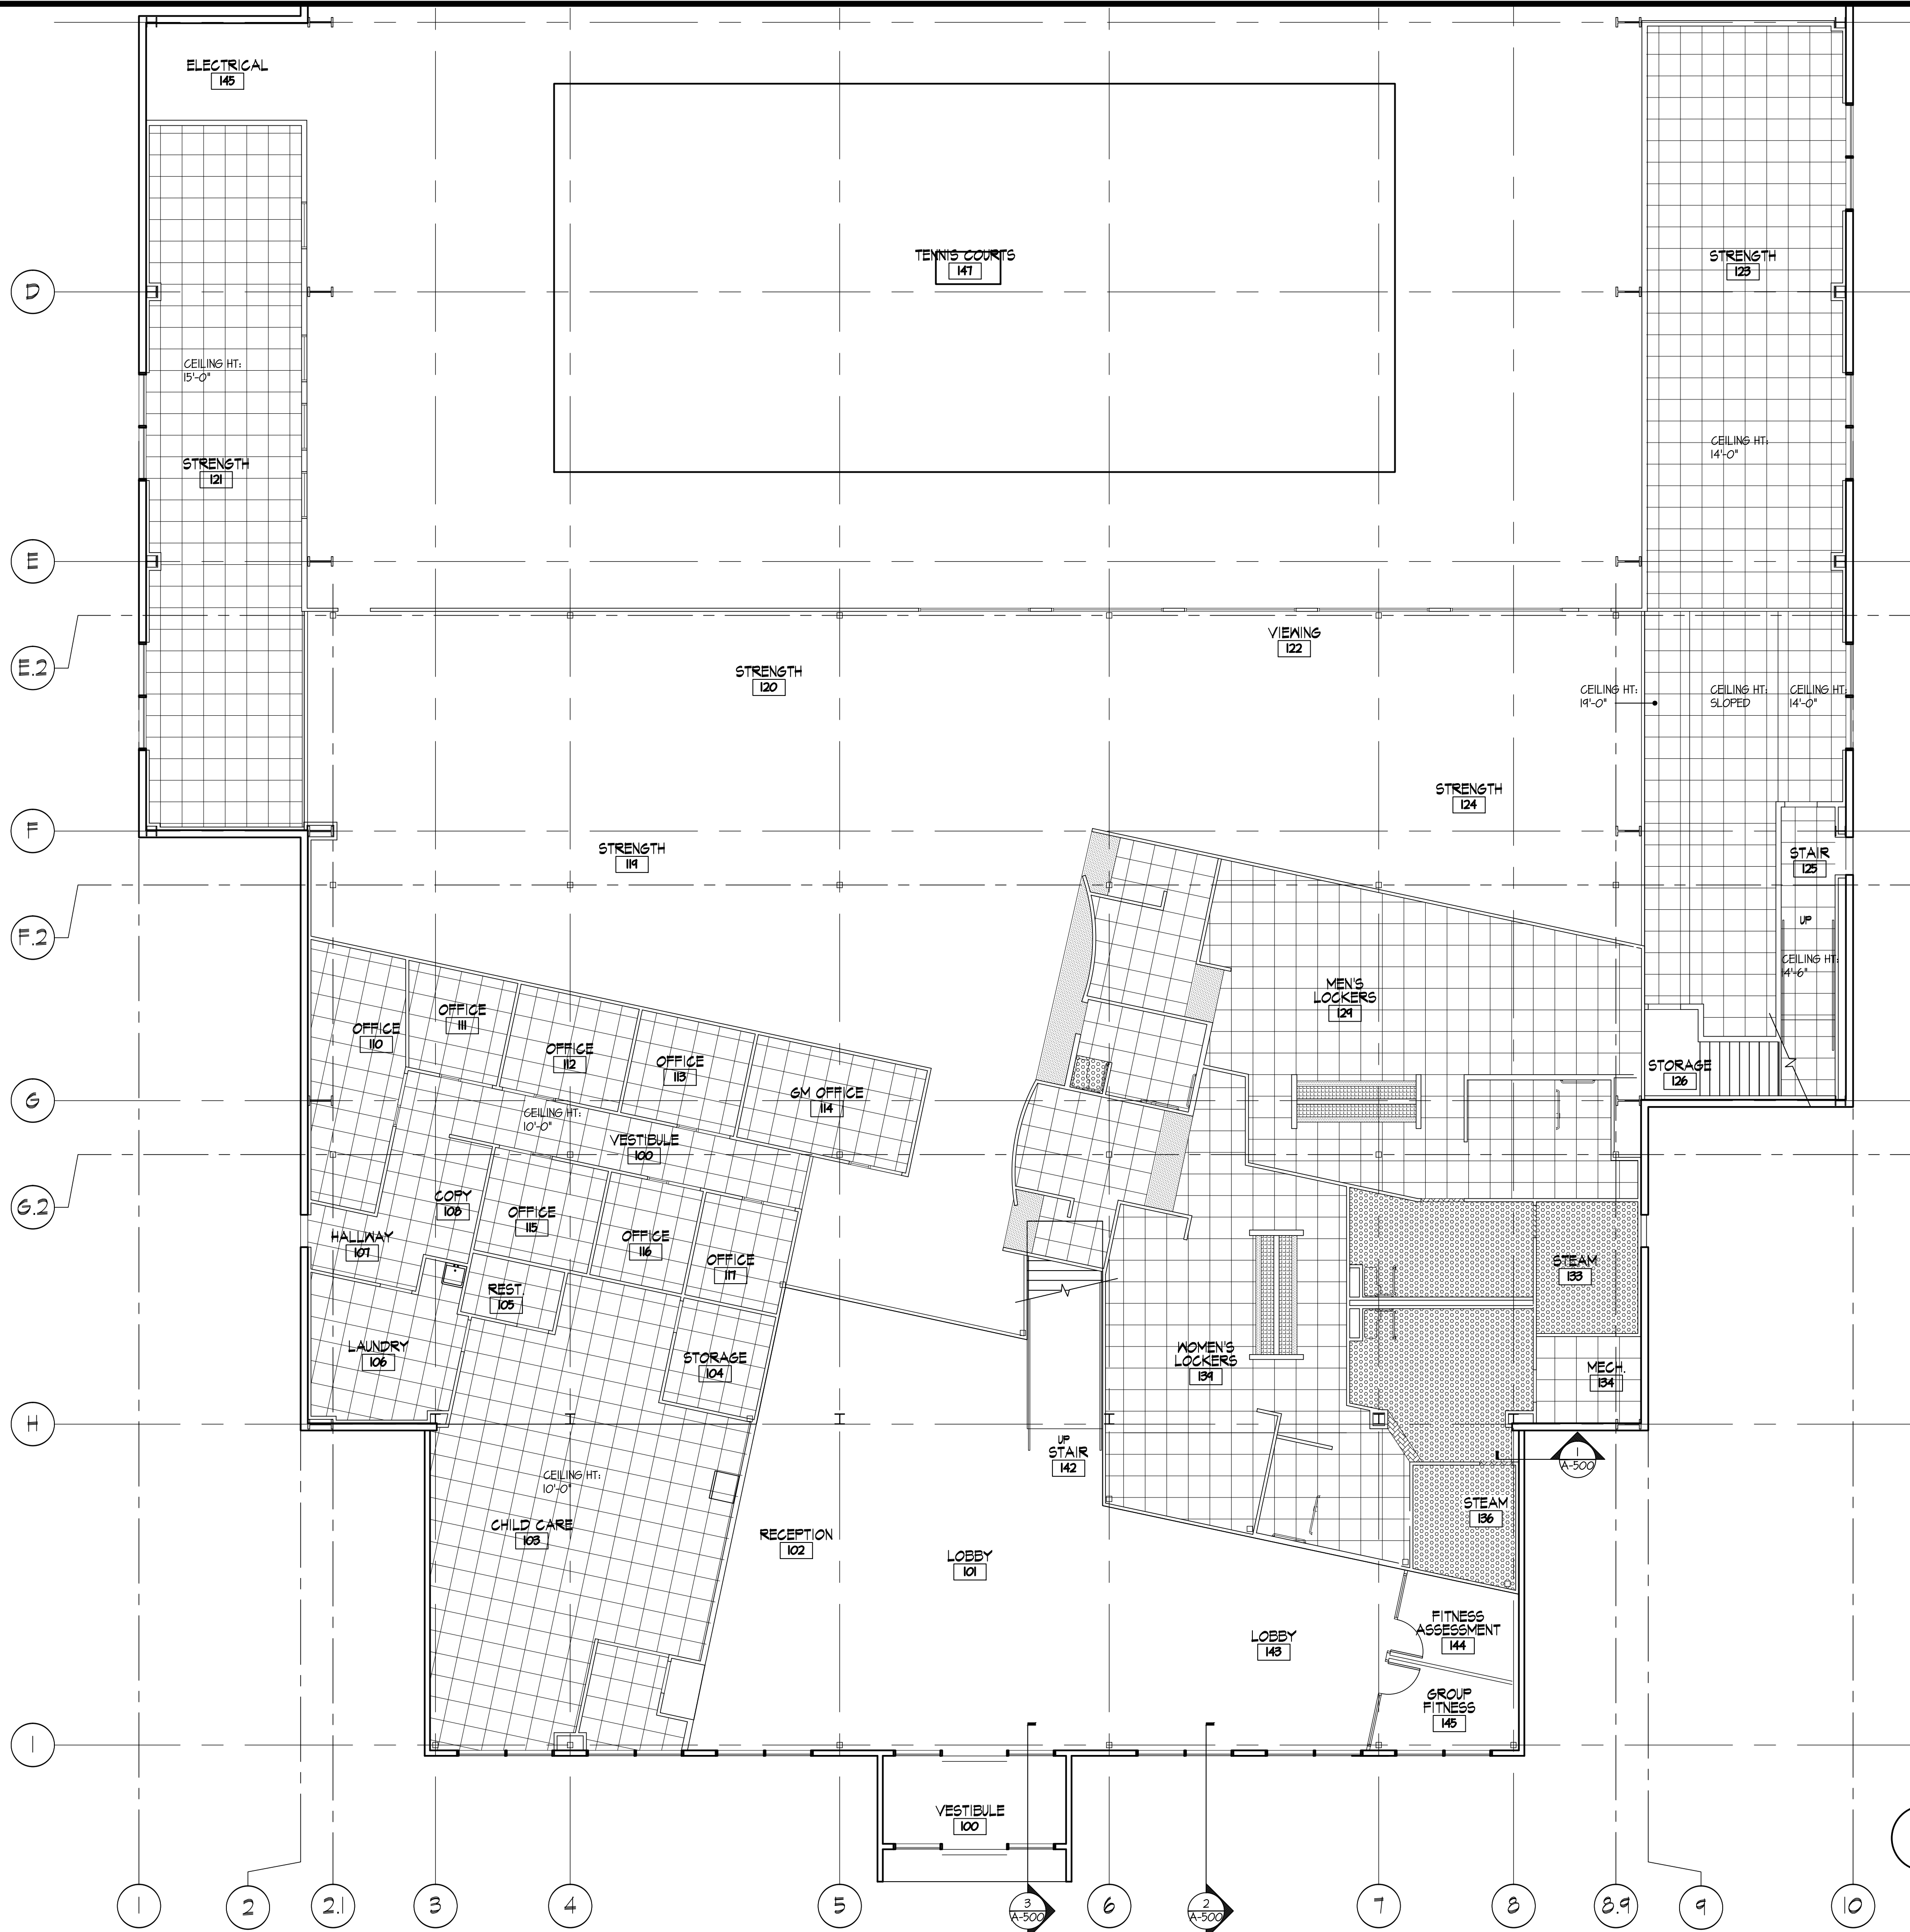 ELECTRICAL
145
TENNIS COURTS
147
STRENGTH
123
D
CEILING HT:
15'-0"
CEILING HT:
14'-0"
STRENGTH
121
E
E.2
VIEWING
122
STRENGTH
120
CEILING HT:
19'-0"
CEILING HT:
SLOPED
CEILING HT:
14'-0"
STRENGTH
124
F
STRENGTH
119
STAIR
125
UP
F.2
CEILING HT:
14'-6"
MEN'S
LOCKERS
129
OFFICE
110
OFFICE
111
OFFICE
112
OFFICE
113
GM OFFICE
114
STORAGE
126
G
CEILING HT:
10'-0"
VESTIBULE
100
G.2
COPY
108
OFFICE
115
OFFICE
116
OFFICE
117
HALLWAY
107
STEAM
133
REST.
105
LAUNDRY
106
STORAGE
104
WOMEN'S
LOCKERS
139
MECH.
134
H
UP
STAIR
142
1
A-500
CEILING HT:
10'-0"
CHILD CARE
103
RECEPTION
102
LOBBY
101
STEAM
136
LOBBY
143
FITNESS
ASSESSMENT
144
GROUP
FITNESS
145
I
VESTIBULE
100
1
2
2.1
3
4
5
3
A-500
6
2
A-500
7
8
8.9
9
10